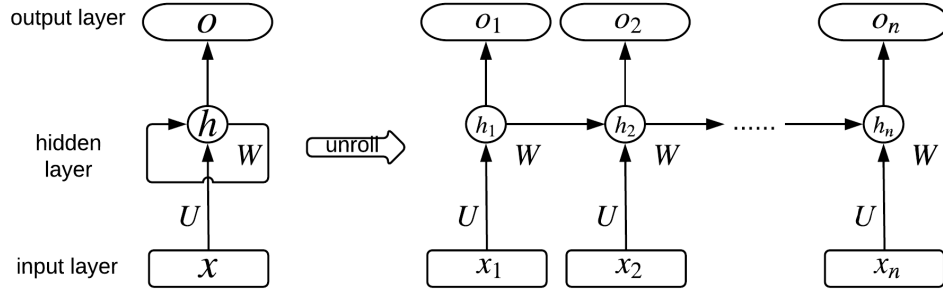 output layer o o₁ o₂ oₙ
hidden layer h W unroll h₁ W h₂ W ...... hₙ W
U U U U
input layer x x₁ x₂ xₙ